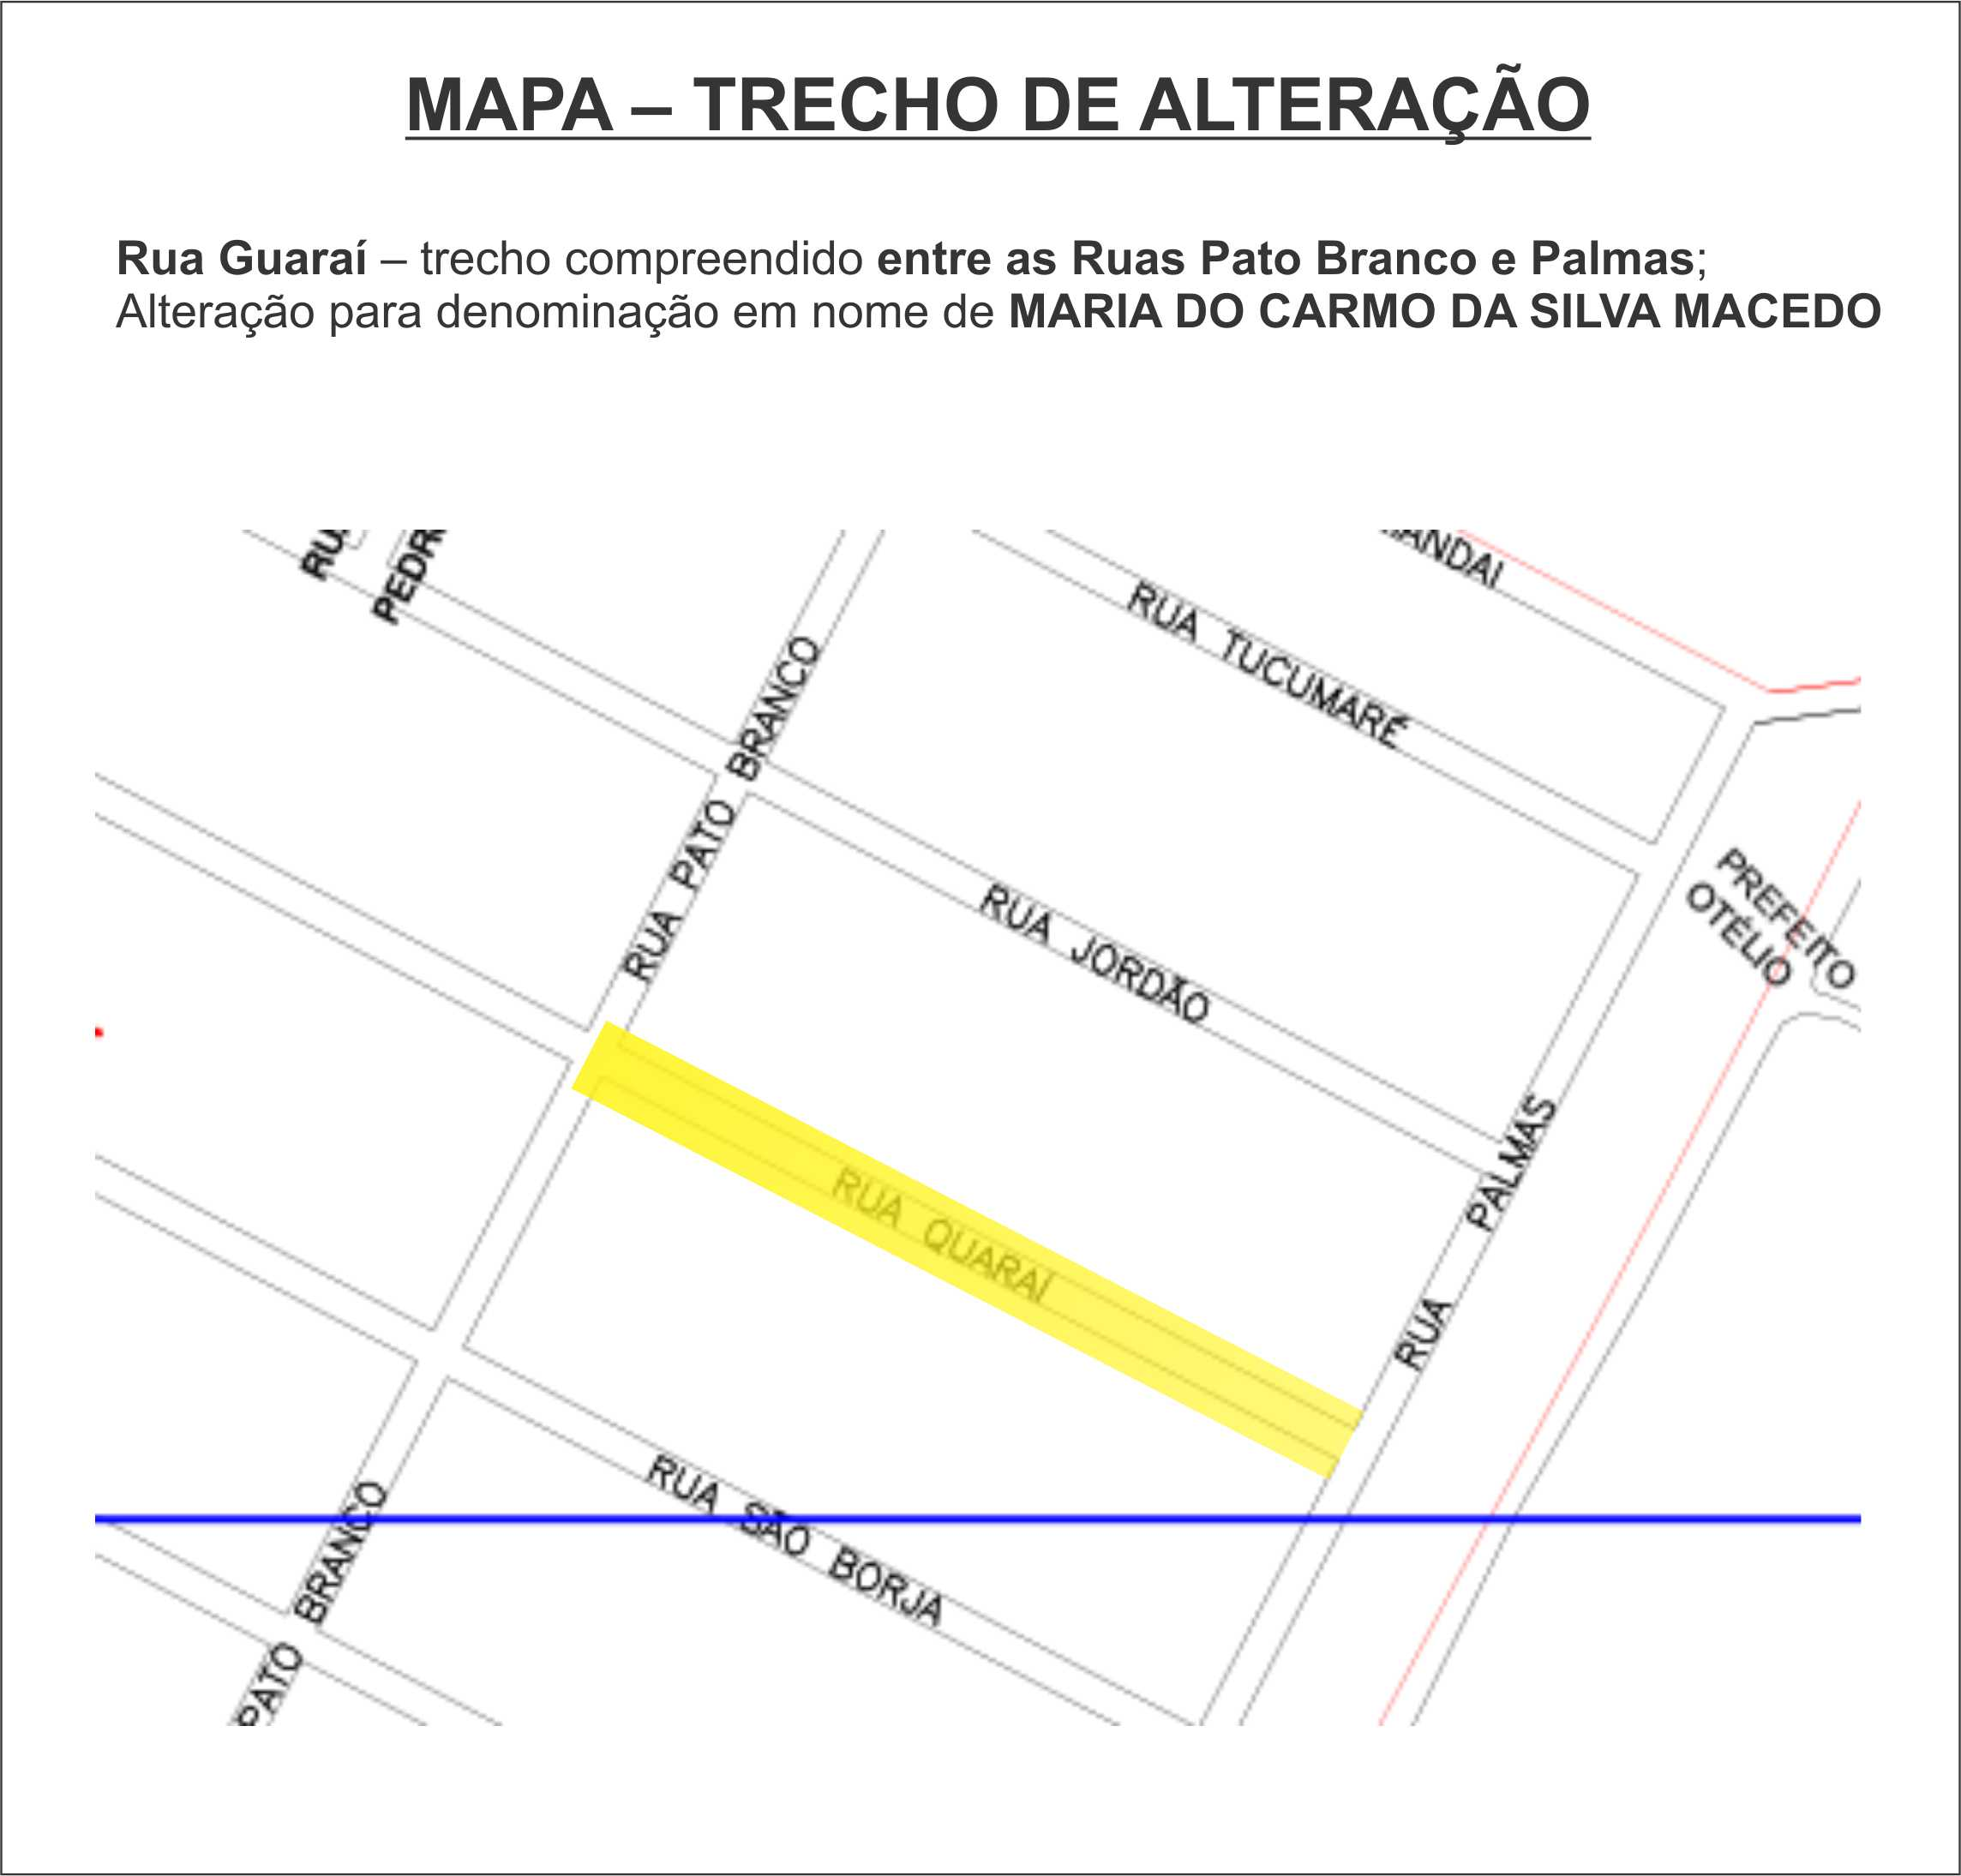 MAPA – TRECHO DE ALTERAÇÃO
Rua Guaraí – trecho compreendido entre as Ruas Pato Branco e Palmas;
Alteração para denominação em nome de MARIA DO CARMO DA SILVA MACEDO
RUA TUCUMARÉ
RUA PATO BRANCO
RUA JORDÃO
PREFEITO
OTÉLIO
RUA PALMAS
RUA QUARAÍ
RUA SÃO BORJA
PATO BRANCO